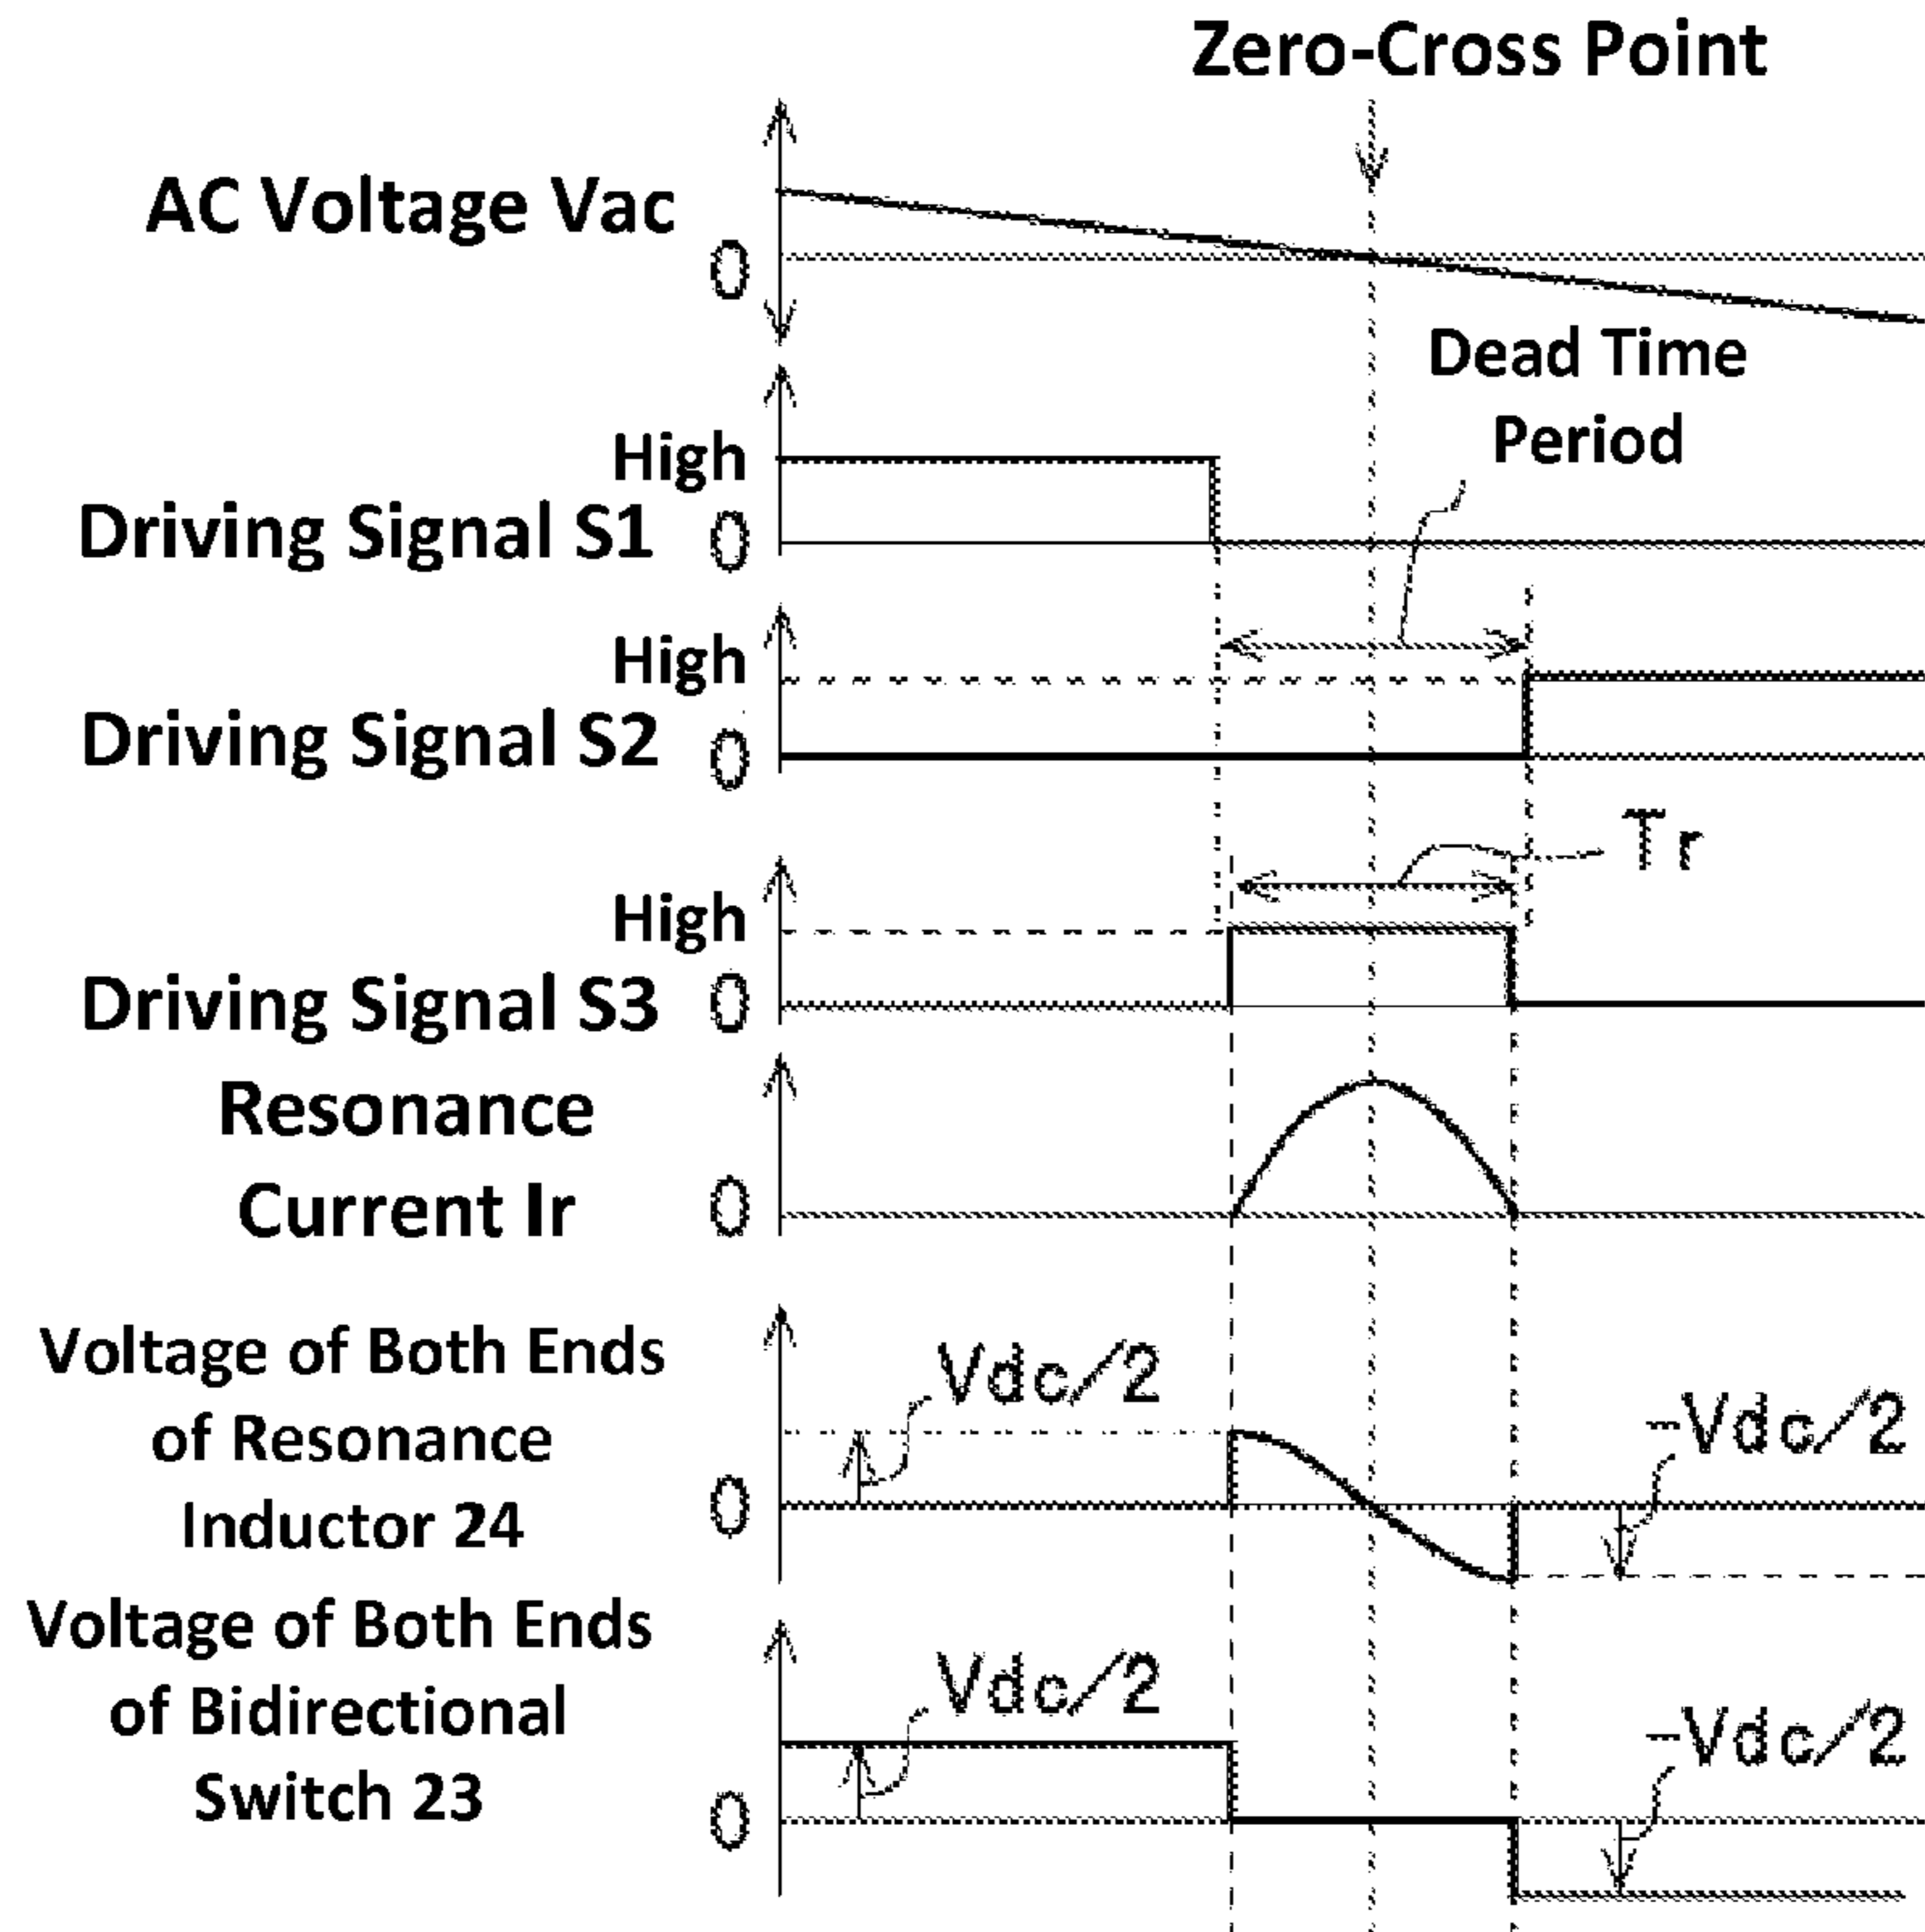 Zero-Cross Point
AC Voltage Vac
0
Dead Time
Period
High
Driving Signal S1
0
High
Driving Signal S2
0
Tr
High
Driving Signal S3
0
Resonance
Current Ir
0
Voltage of Both Ends
of Resonance
Inductor 24
0
Vdc/2
-Vdc/2
Voltage of Both Ends
of Bidirectional
Switch 23
0
Vdc/2
-Vdc/2